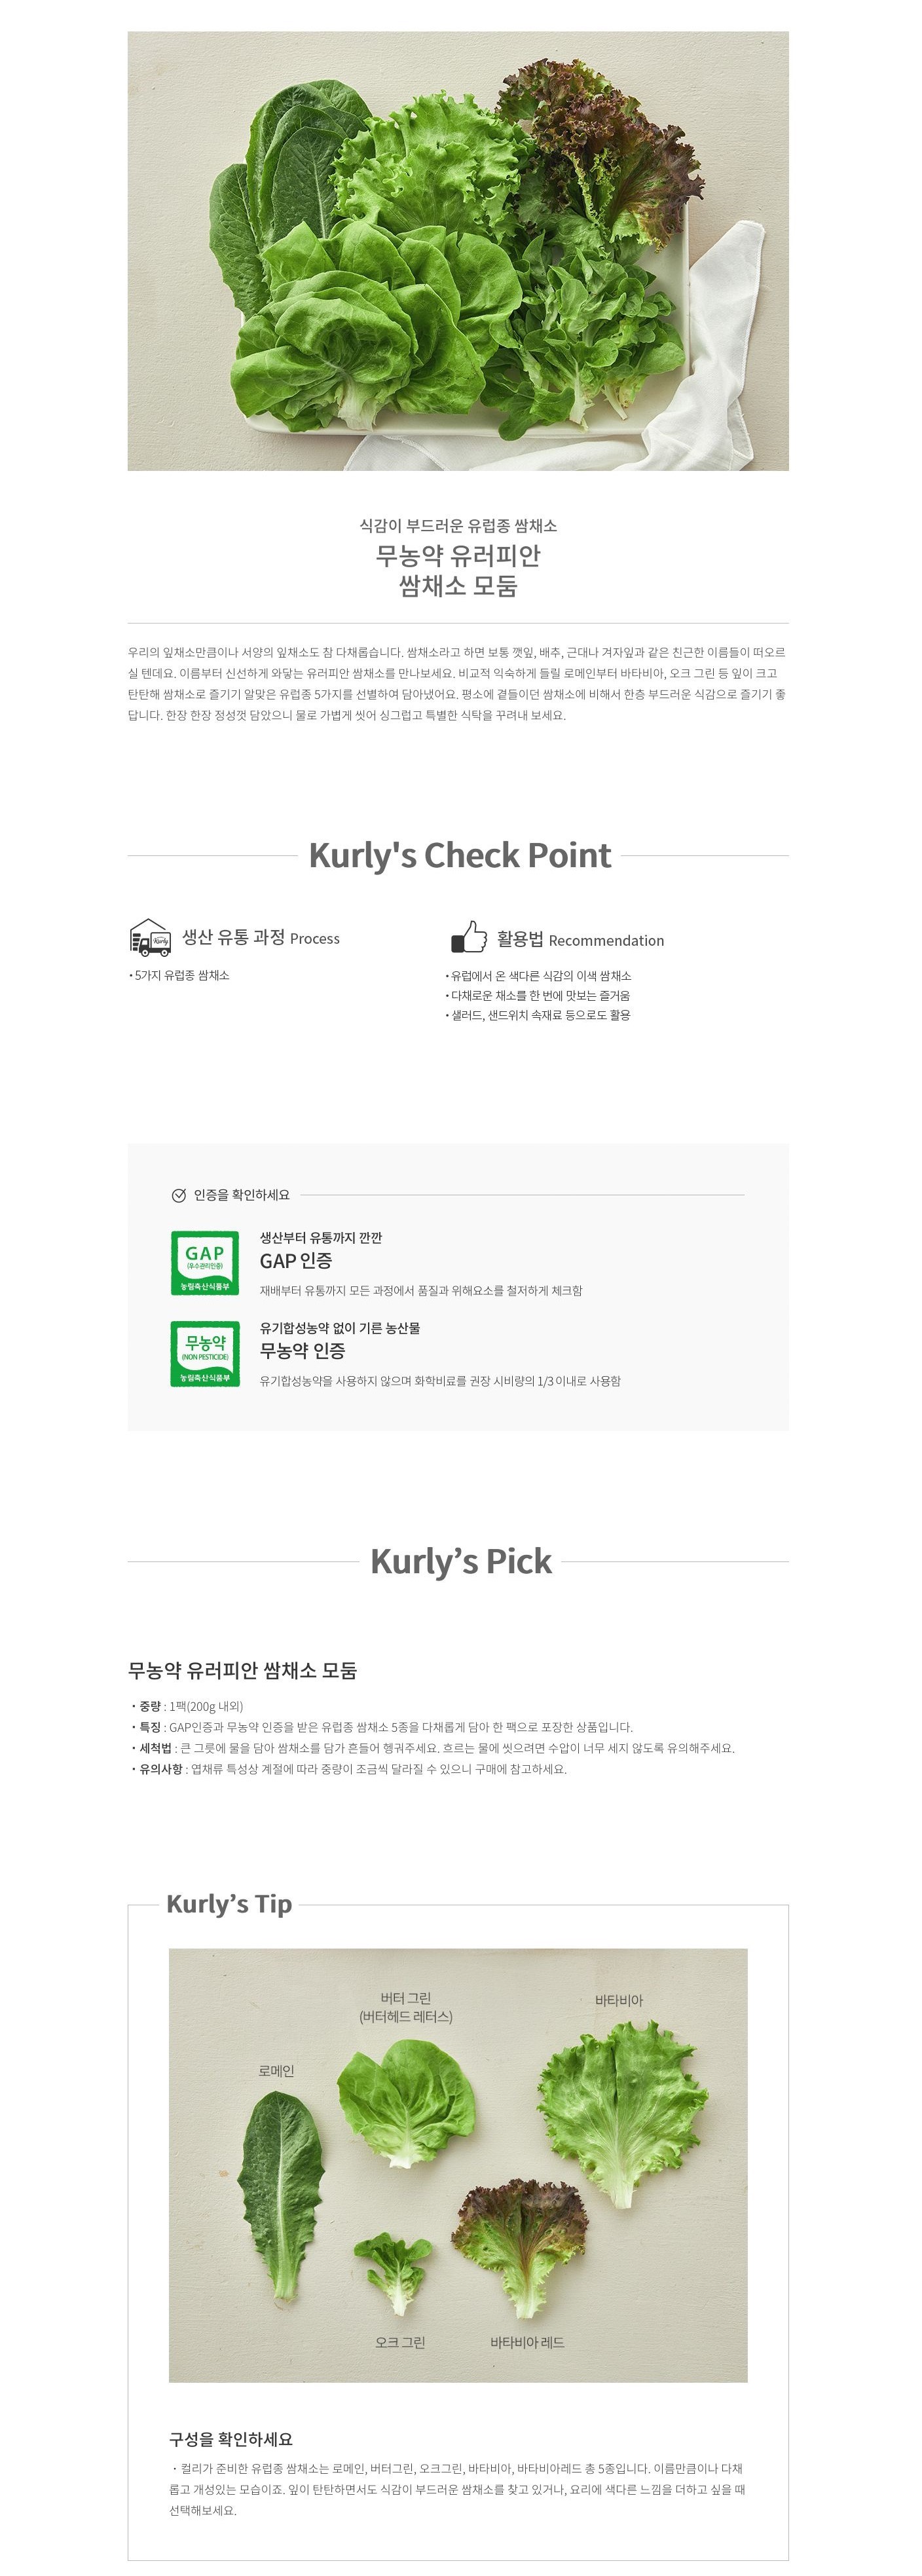 식감이 부드러운 유럽종 쌈채소
무농약 유러피안
쌈채소 모둠
우리의 잎채소만큼이나 서양의 잎채소도 참 다채롭습니다. 쌈채소라고 하면 보통 깻잎, 배추, 근대나 겨자잎과 같은 친근한 이름들이 떠오르
실 텐데요. 이름부터 신선하게 와닿는 유러피안 쌈채소를 만나보세요. 비교적 익숙하게 들릴 로메인부터 바타비아, 오크 그린 등 잎이 크고
탄탄해 쌈채소로 즐기기 알맞은 유럽종 5가지를 선별하여 담아냈어요. 평소에 곁들이던 쌈채소에 비해서 한층 부드러운 식감으로 즐기기 좋
답니다. 한장 한장 정성껏 담았으니 물로 가볍게 씻어 싱그럽고 특별한 식탁을 꾸려내 보세요.
Kurly's Check Point
Kurly
생산 유통 과정 Process
• 5가지 유럽종 쌈채소
활용법 Recommendation
• 유럽에서 온 색다른 식감의 이색 쌈채소
• 다채로운 채소를 한 번에 맛보는 즐거움
• 샐러드, 샌드위치 속재료 등으로도 활용
인증을 확인하세요
GAP
(우수관리인증)
농림축산식품부
생산부터 유통까지 깐깐
GAP 인증
재배부터 유통까지 모든 과정에서 품질과 위해요소를 철저하게 체크함
무농약
(NON PESTICIDE)
농림축산식품부
유기합성농약 없이 기른 농산물
무농약 인증
유기합성농약을 사용하지 않으며 화학비료를 권장 시비량의 1/3 이내로 사용함
Kurly’s Pick
무농약 유러피안 쌈채소 모둠
• 중량 : 1팩(200g 내외)
• 특징 : GAP인증과 무농약 인증을 받은 유럽종 쌈채소 5종을 다채롭게 담아 한 팩으로 포장한 상품입니다.
• 세척법 : 큰 그릇에 물을 담아 쌈채소를 담가 흔들어 헹궈주세요. 흐르는 물에 씻으려면 수압이 너무 세지 않도록 유의해주세요.
• 유의사항 : 엽채류 특성상 계절에 따라 중량이 조금씩 달라질 수 있으니 구매에 참고하세요.
Kurly’s Tip
버터 그린
(버터헤드 레터스)
바타비아
로메인
오크 그린
바타비아 레드
구성을 확인하세요
• 컬리가 준비한 유럽종 쌈채소는 로메인, 버터그린, 오크그린, 바타비아, 바타비아레드 총 5종입니다. 이름만큼이나 다채
롭고 개성있는 모습이죠. 잎이 탄탄하면서도 식감이 부드러운 쌈채소를 찾고 있거나, 요리에 색다른 느낌을 더하고 싶을 때
선택해보세요.